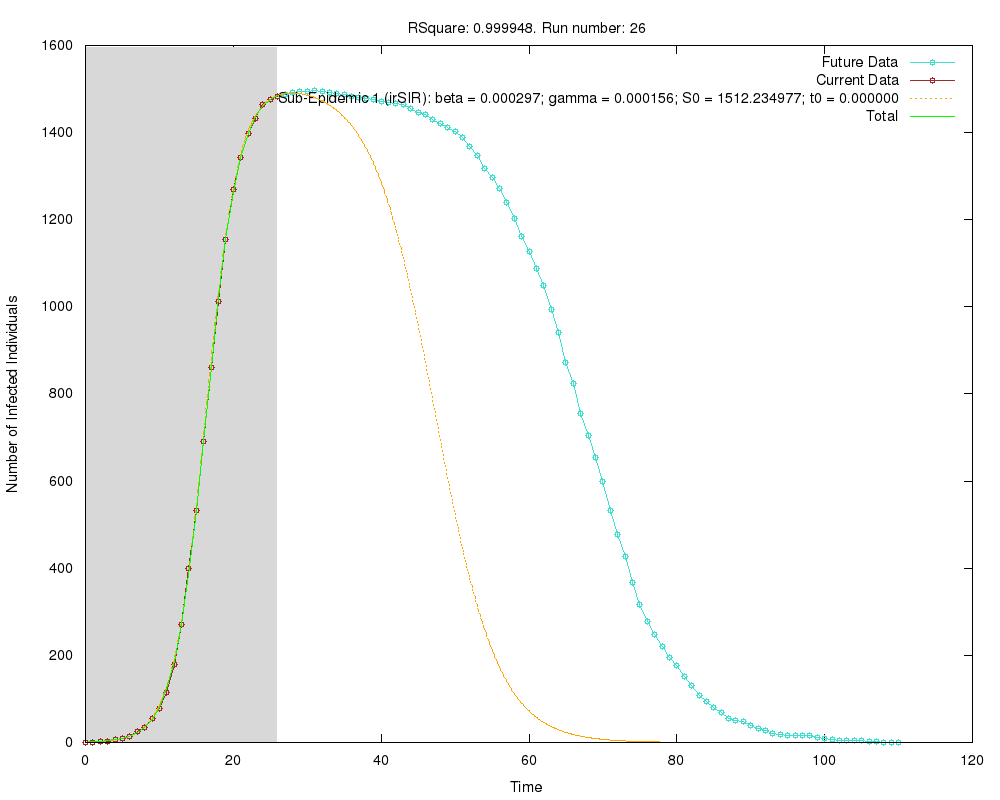 RSquare: 0.999948. Run number: 26
1600
1400
1200
1000
800
600
400
200
0
Number of Infected Individuals
Future Data
Current Data
Sub-Epidemic 1 (irSIR): beta = 0.000297; gamma = 0.000156; S0 = 1512.234977; t0 = 0.000000
Total
0 20 40 60 80 100 120
Time